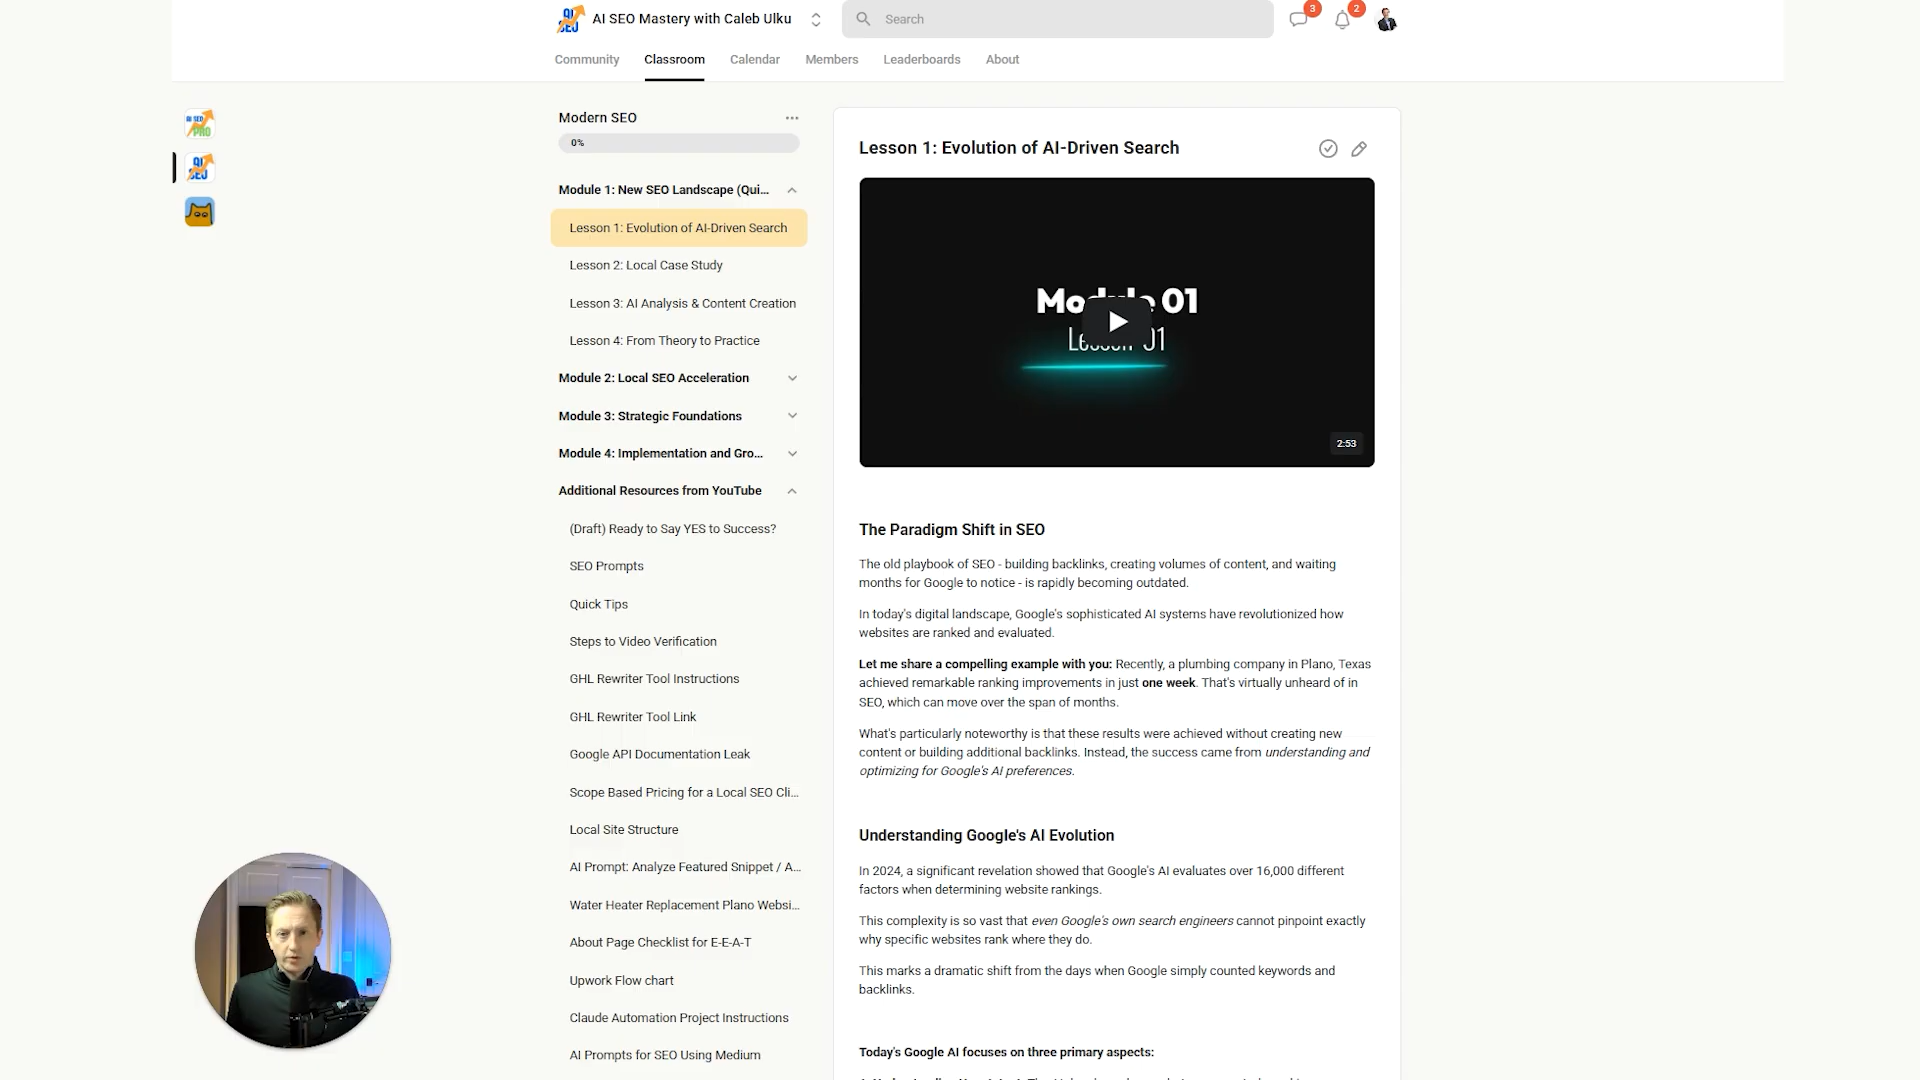 AI SEO Mastery with Caleb Ulku
Search
3
2
Community
Classroom
Calendar
Members
Leaderboards
About
AI SEO
PRO
AI
SEO
Modern SEO
0%
Module 1: New SEO Landscape (Qui...
Lesson 1: Evolution of AI-Driven Search
Lesson 2: Local Case Study
Lesson 3: AI Analysis & Content Creation
Lesson 4: From Theory to Practice
Module 2: Local SEO Acceleration
Module 3: Strategic Foundations
Module 4: Implementation and Gro...
Additional Resources from YouTube
(Draft) Ready to Say YES to Success?
SEO Prompts
Quick Tips
Steps to Video Verification
GHL Rewriter Tool Instructions
GHL Rewriter Tool Link
Google API Documentation Leak
Scope Based Pricing for a Local SEO Cli...
Local Site Structure
AI Prompt: Analyze Featured Snippet / A...
Water Heater Replacement Plano Websi...
About Page Checklist for E-E-A-T
Upwork Flow chart
Claude Automation Project Instructions
AI Prompts for SEO Using Medium
Lesson 1: Evolution of AI-Driven Search
Module 01
Lesson 01
2:53
The Paradigm Shift in SEO
The old playbook of SEO - building backlinks, creating volumes of content, and waiting
months for Google to notice - is rapidly becoming outdated.
In today's digital landscape, Google's sophisticated AI systems have revolutionized how
websites are ranked and evaluated.
Let me share a compelling example with you: Recently, a plumbing company in Plano, Texas
achieved remarkable ranking improvements in just one week. That's virtually unheard of in
SEO, which can move over the span of months.
What's particularly noteworthy is that these results were achieved without creating new
content or building additional backlinks. Instead, the success came from understanding and
optimizing for Google's AI preferences.
Understanding Google's AI Evolution
In 2024, a significant revelation showed that Google's AI evaluates over 16,000 different
factors when determining website rankings.
This complexity is so vast that even Google's own search engineers cannot pinpoint exactly
why specific websites rank where they do.
This marks a dramatic shift from the days when Google simply counted keywords and
backlinks.
Today's Google AI focuses on three primary aspects: